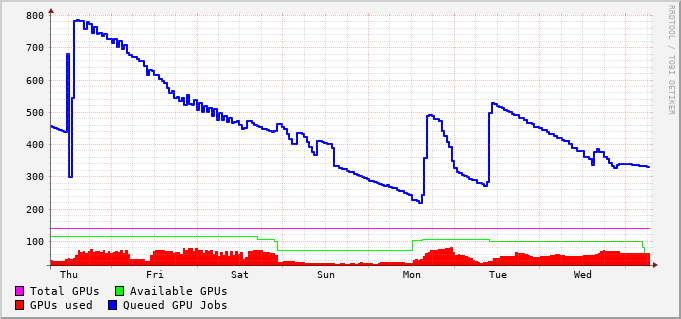 800
700
600
500
400
300
200
100
Thu Fri Sat Sun Mon Tue Wed
Total GPUs Available GPUs
GPUs used Queued GPU Jobs
RRDTOOL / TOBI OETIKER